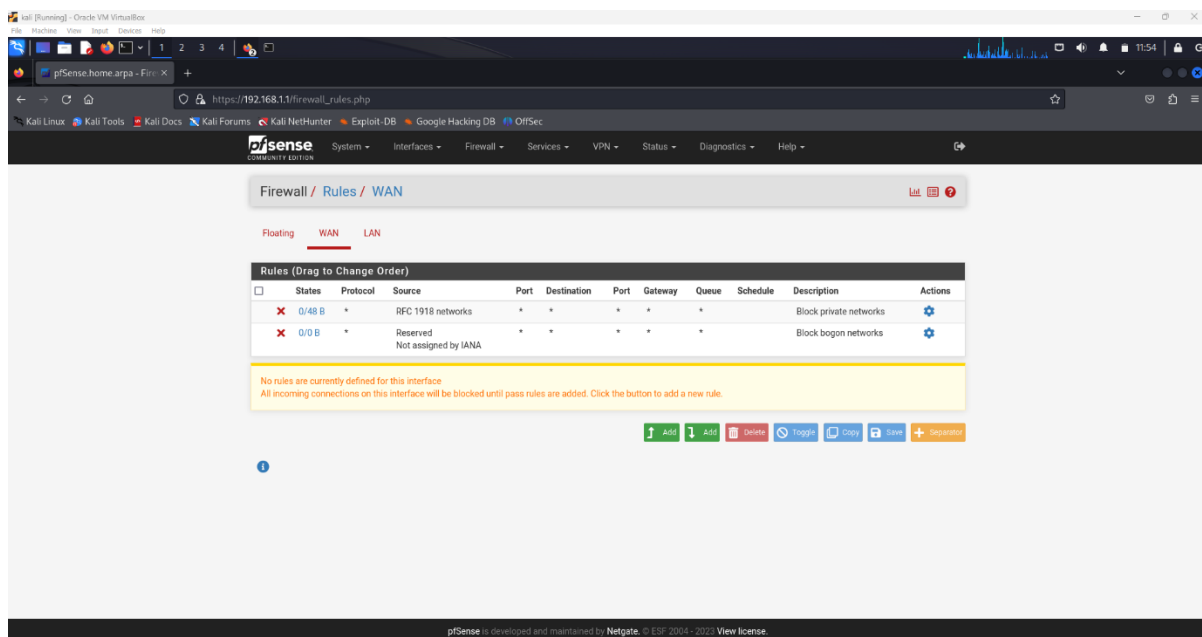 kali [Running] - Oracle VM VirtualBox
File Machine View Input Devices Help
1 2 3 4 11:54
pfSense.home.arpa - Fire
https://192.168.1.1/firewall_rules.php
Kali Linux Kali Tools Kali Docs Kali Forums Kali NetHunter Exploit-DB Google Hacking DB OffSec
pfsense System Interfaces Firewall Services VPN Status Diagnostics Help
COMMUNITY EDITION
Firewall / Rules / WAN
Floating WAN LAN
Rules (Drag to Change Order)
States Protocol Source Port Destination Port Gateway Queue Schedule Description Actions
0/48 B * RFC 1918 networks * * * * * Block private networks
0/0 B * Reserved * * * * * Block bogon networks
Not assigned by IANA
No rules are currently defined for this interface
All incoming connections on this interface will be blocked until pass rules are added. Click the button to add a new rule.
Add Add Delete Toggle Copy Save Separator
pfSense is developed and maintained by Netgate. © ESF 2004 - 2023 View license.